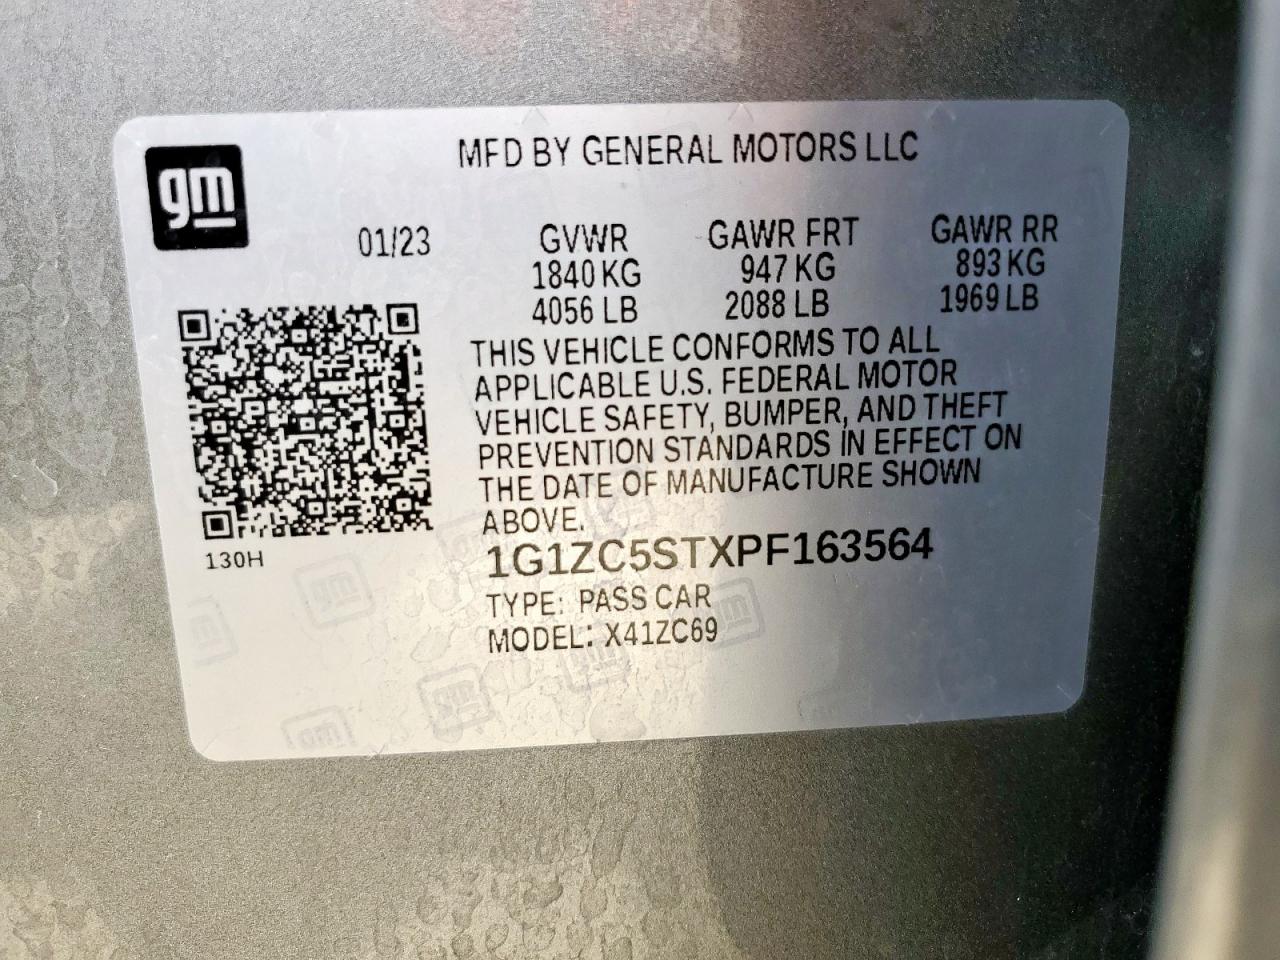 gm
MFD BY GENERAL MOTORS LLC
01/23 GVWR GAWR FRT GAWR RR
1840 KG 947 KG 893 KG
4056 LB 2088 LB 1969 LB
THIS VEHICLE CONFORMS TO ALL
APPLICABLE U.S. FEDERAL MOTOR
VEHICLE SAFETY, BUMPER, AND THEFT
PREVENTION STANDARDS IN EFFECT ON
THE DATE OF MANUFACTURE SHOWN
ABOVE.
130H
1G1ZC5STXPF163564
TYPE: PASS CAR
MODEL: X41ZC69